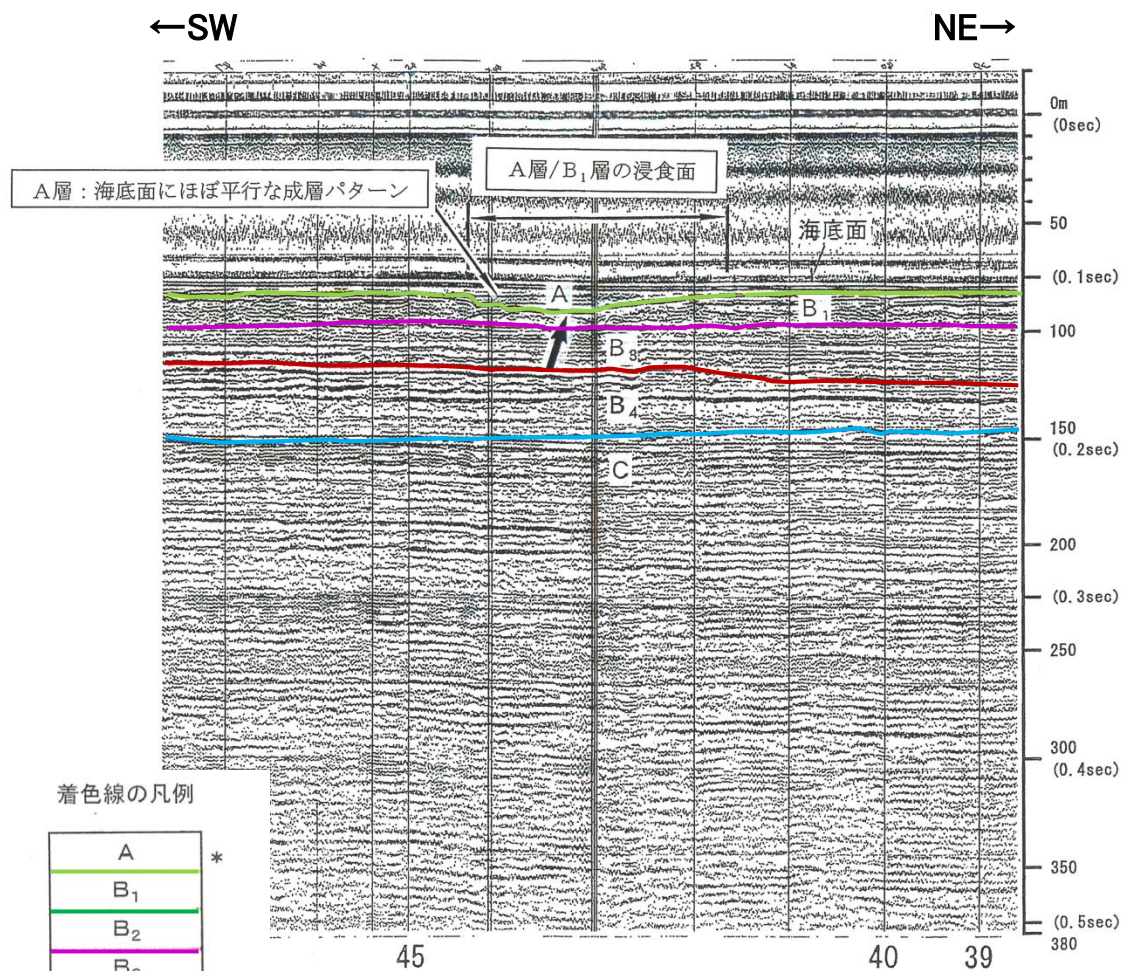 ←SW
NE→
0m
(0sec)
A層/B₁層の浸食面
A層：海底面にほぼ平行な成層パターン
50
海底面
(0.1sec)
A
B₁
100
B₃
B₄
150
(0.2sec)
C
200
(0.3sec)
250
300
(0.4sec)
着色線の凡例
A
*
B₁
350
B₂
(0.5sec)
380
45
40
39